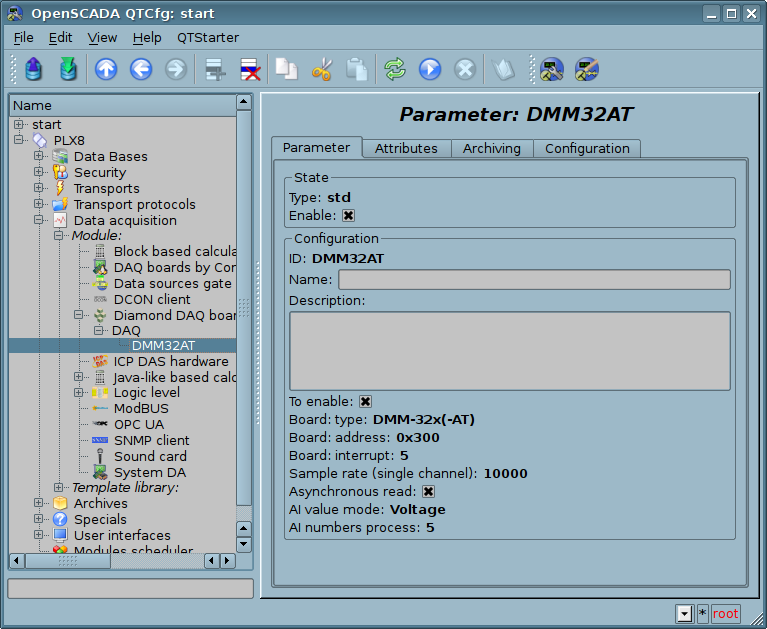 OpenSCADA QTCfg: start
File Edit View Help QTStarter
Name
start
PLX8
Data Bases
Security
Transports
Transport protocols
Data acquisition
Module:
Block based calcula
DAQ boards by Cor
Data sources gate
DCON client
Diamond DAQ boar
DAQ
DMM32AT
ICP DAS hardware
Java-like based calc
Logic level
ModBUS
OPC UA
SNMP client
Sound card
System DA
Template library:
Archives
Specials
User interfaces
Modules scheduler
Parameter: DMM32AT
Parameter Attributes Archiving Configuration
State
Type: std
Enable:
Configuration
ID: DMM32AT
Name:
Description:
To enable:
Board: type: DMM-32x(-AT)
Board: address: 0x300
Board: interrupt: 5
Sample rate (single channel): 10000
Asynchronous read:
AI value mode: Voltage
AI numbers process: 5
* root